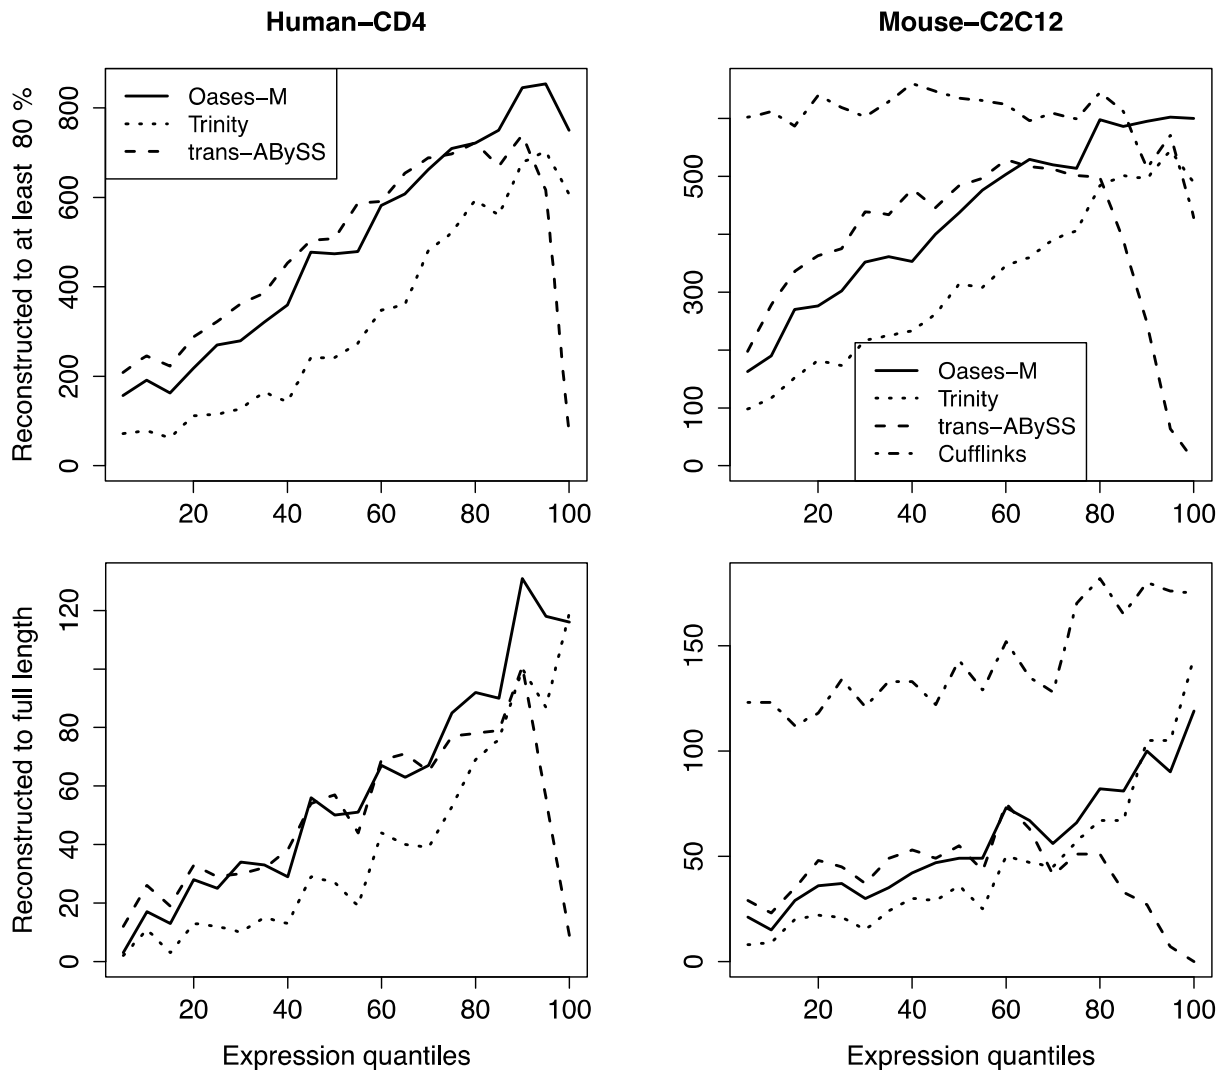 Human−CD4
Mouse−C2C12
Reconstructed to at least 80 %
0 200 400 600 800
Oases−M
Trinity
trans−ABySS
20 40 60 80 100
0 100 300 500
Oases−M
Trinity
trans−ABySS
Cufflinks
20 40 60 80 100
Reconstructed to full length
0 20 40 60 80 120
20 40 60 80 100
Expression quantiles
0 50 100 150
20 40 60 80 100
Expression quantiles